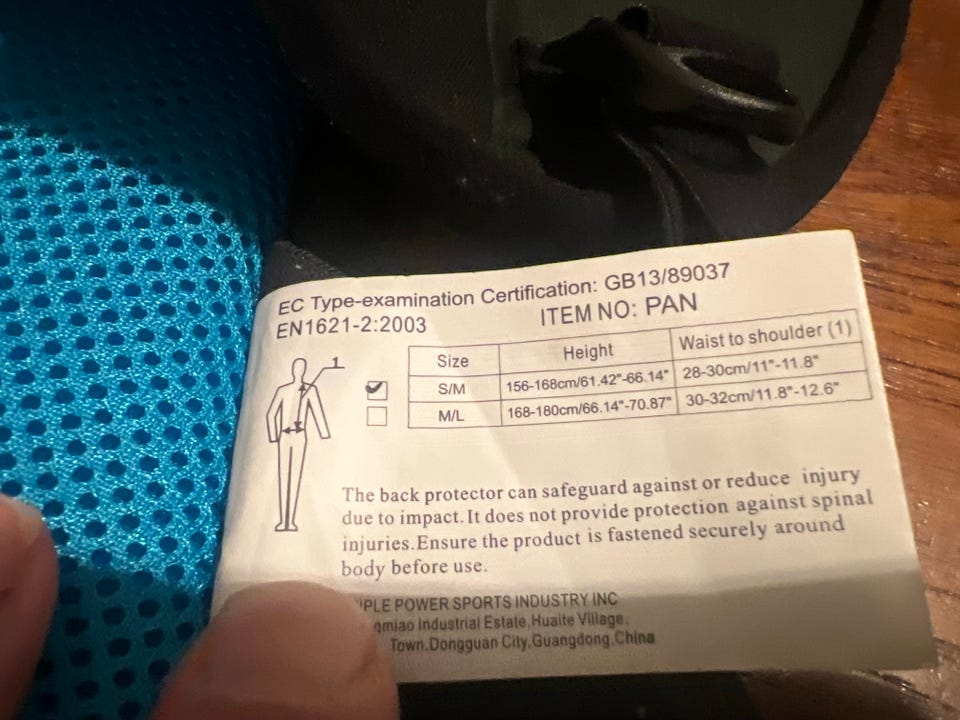 EC Type-examination Certification: GB13/89037
EN1621-2:2003 ITEM NO: PAN
1
Size Height Waist to shoulder (1)
S/M 156-168cm/61.42"-66.14" 28-30cm/11"-11.8"
M/L 168-180cm/66.14"-70.87" 30-32cm/11.8"-12.6"
The back protector can safeguard against or reduce injury
due to impact.It does not provide protection against spinal
injuries.Ensure the product is fastened securely around
body before use.
POWER SPORTS INDUSTRY INC
Industrial Estate,Huaite Village,
Town.Dongguan City,Guangdong,China